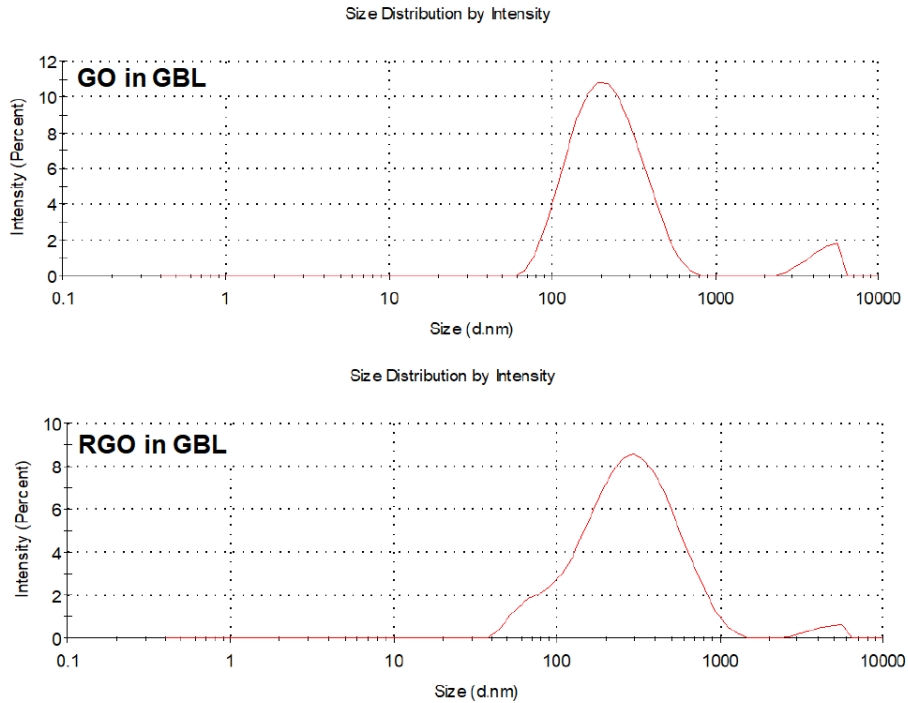 Size Distribution by Intensity
GO in GBL
Intensity (Percent)
12
10
8
6
4
2
0
0.1 1 10 100 1000 10000
Size (d.nm)
Size Distribution by Intensity
RGO in GBL
Intensity (Percent)
10
8
6
4
2
0
0.1 1 10 100 1000 10000
Size (d.nm)